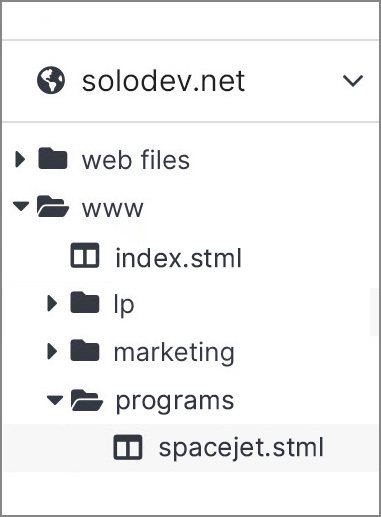 solodev.net
web files
www
index.stml
lp
marketing
programs
spacejet.stml